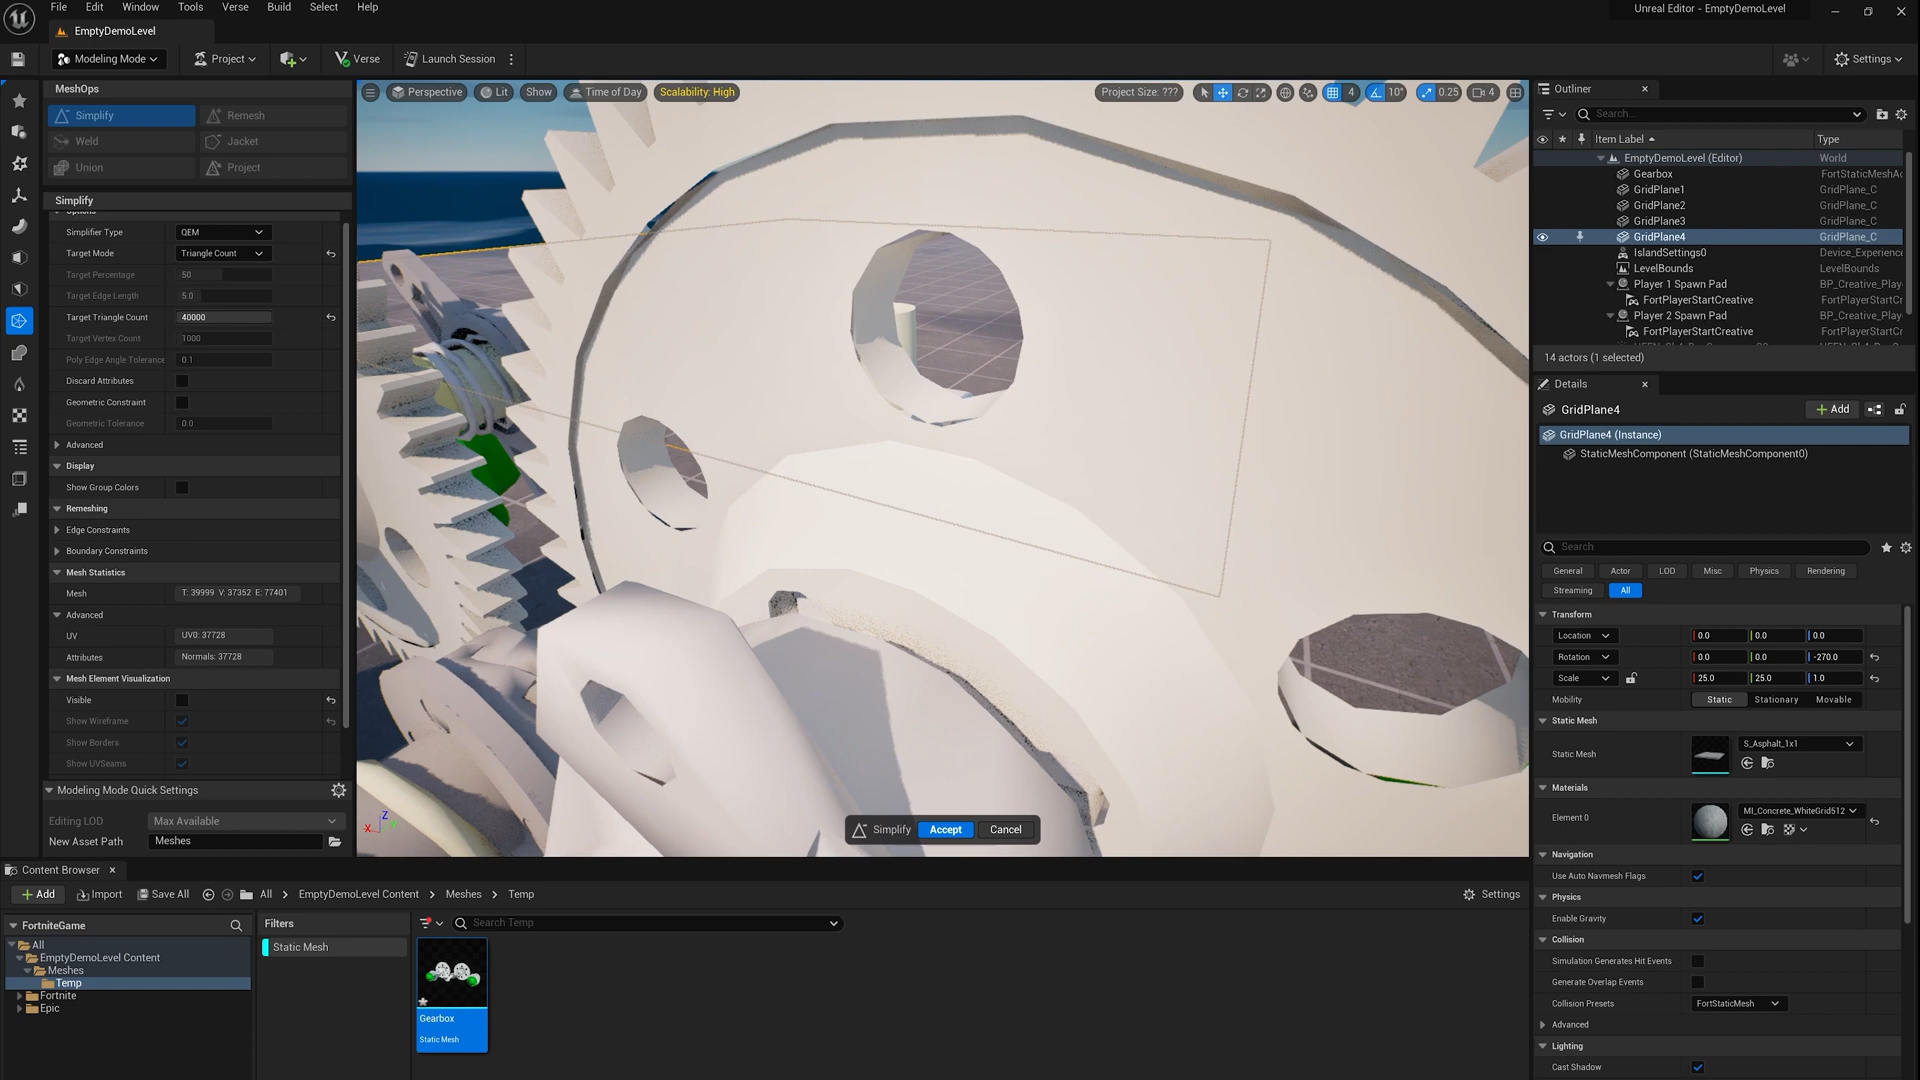 File Edit Window Tools Verse Build Select Help
Unreal Editor - EmptyDemoLevel
EmptyDemoLevel
Modeling Mode
Project
Verse
Launch Session
Settings
MeshOps
Simplify
Remesh
Weld
Jacket
Union
Project
Simplify
Options
Simplifier Type QEM
Target Mode Triangle Count
Target Percentage 50
Target Edge Length 5.0
Target Triangle Count 40000
Target Vertex Count 1000
Poly Edge Angle Tolerance 0.1
Discard Attributes
Geometric Constraint
Geometric Tolerance 0.0
Advanced
Display
Show Group Colors
Remeshing
Edge Constraints
Boundary Constraints
Mesh Statistics
Mesh T: 39999 V: 37352 E: 77401
Advanced
UV UV0: 37728
Attributes Normals: 37728
Mesh Element Visualization
Visible
Show Wireframe
Show Borders
Show UVSeams
Modeling Mode Quick Settings
Editing LOD Max Available
New Asset Path Meshes
Perspective Lit Show Time of Day Scalability: High
Project Size: ??? 4 10° 0.25 4
Z
X
Simplify Accept Cancel
Outliner
Search...
Item Label Type
EmptyDemoLevel (Editor) World
Gearbox FortStaticMeshAc
GridPlane1 GridPlane_C
GridPlane2 GridPlane_C
GridPlane3 GridPlane_C
GridPlane4 GridPlane_C
IslandSettings0 Device_Experience
LevelBounds LevelBounds
Player 1 Spawn Pad BP_Creative_Play
FortPlayerStartCreative FortPlayerStartCr
Player 2 Spawn Pad BP_Creative_Play
FortPlayerStartCreative FortPlayerStartCr
14 actors (1 selected)
Details
GridPlane4
Add
GridPlane4 (Instance)
StaticMeshComponent (StaticMeshComponent0)
Search
General Actor LOD Misc Physics Rendering
Streaming All
Transform
Location 0.0 0.0 0.0
Rotation 0.0 0.0 -270.0
Scale 25.0 25.0 1.0
Mobility Static Stationary Movable
Static Mesh
Static Mesh S_Asphalt_1x1
Materials
Element 0 MI_Concrete_WhiteGrid512
Navigation
Use Auto Navmesh Flags
Physics
Enable Gravity
Collision
Simulation Generates Hit Events
Generate Overlap Events
Collision Presets FortStaticMesh
Advanced
Lighting
Cast Shadow
Content Browser
Add Import Save All All > EmptyDemoLevel Content > Meshes > Temp
Settings
FortniteGame
All
EmptyDemoLevel Content
Meshes
Temp
Fortnite
Epic
Filters
Static Mesh
Search Temp
Gearbox
Static Mesh